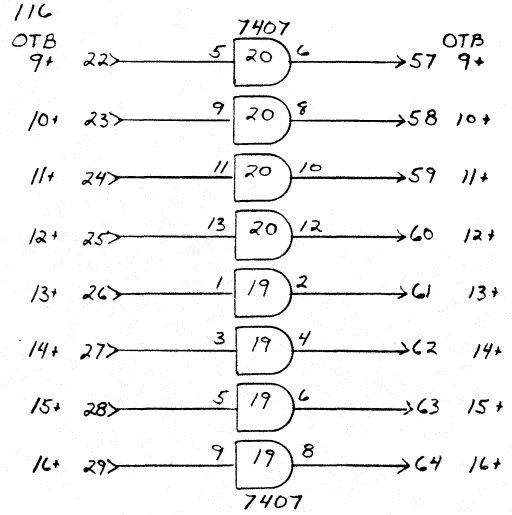 116
7407
OTB OTB
9+ 22 5 20 6 57 9+
10+ 23 9 20 8 58 10+
11+ 24 11 20 10 59 11+
12+ 25 13 20 12 60 12+
13+ 26 1 19 2 61 13+
14+ 27 3 19 4 62 14+
15+ 28 5 19 6 63 15+
16+ 29 9 19 8 64 16+
7407